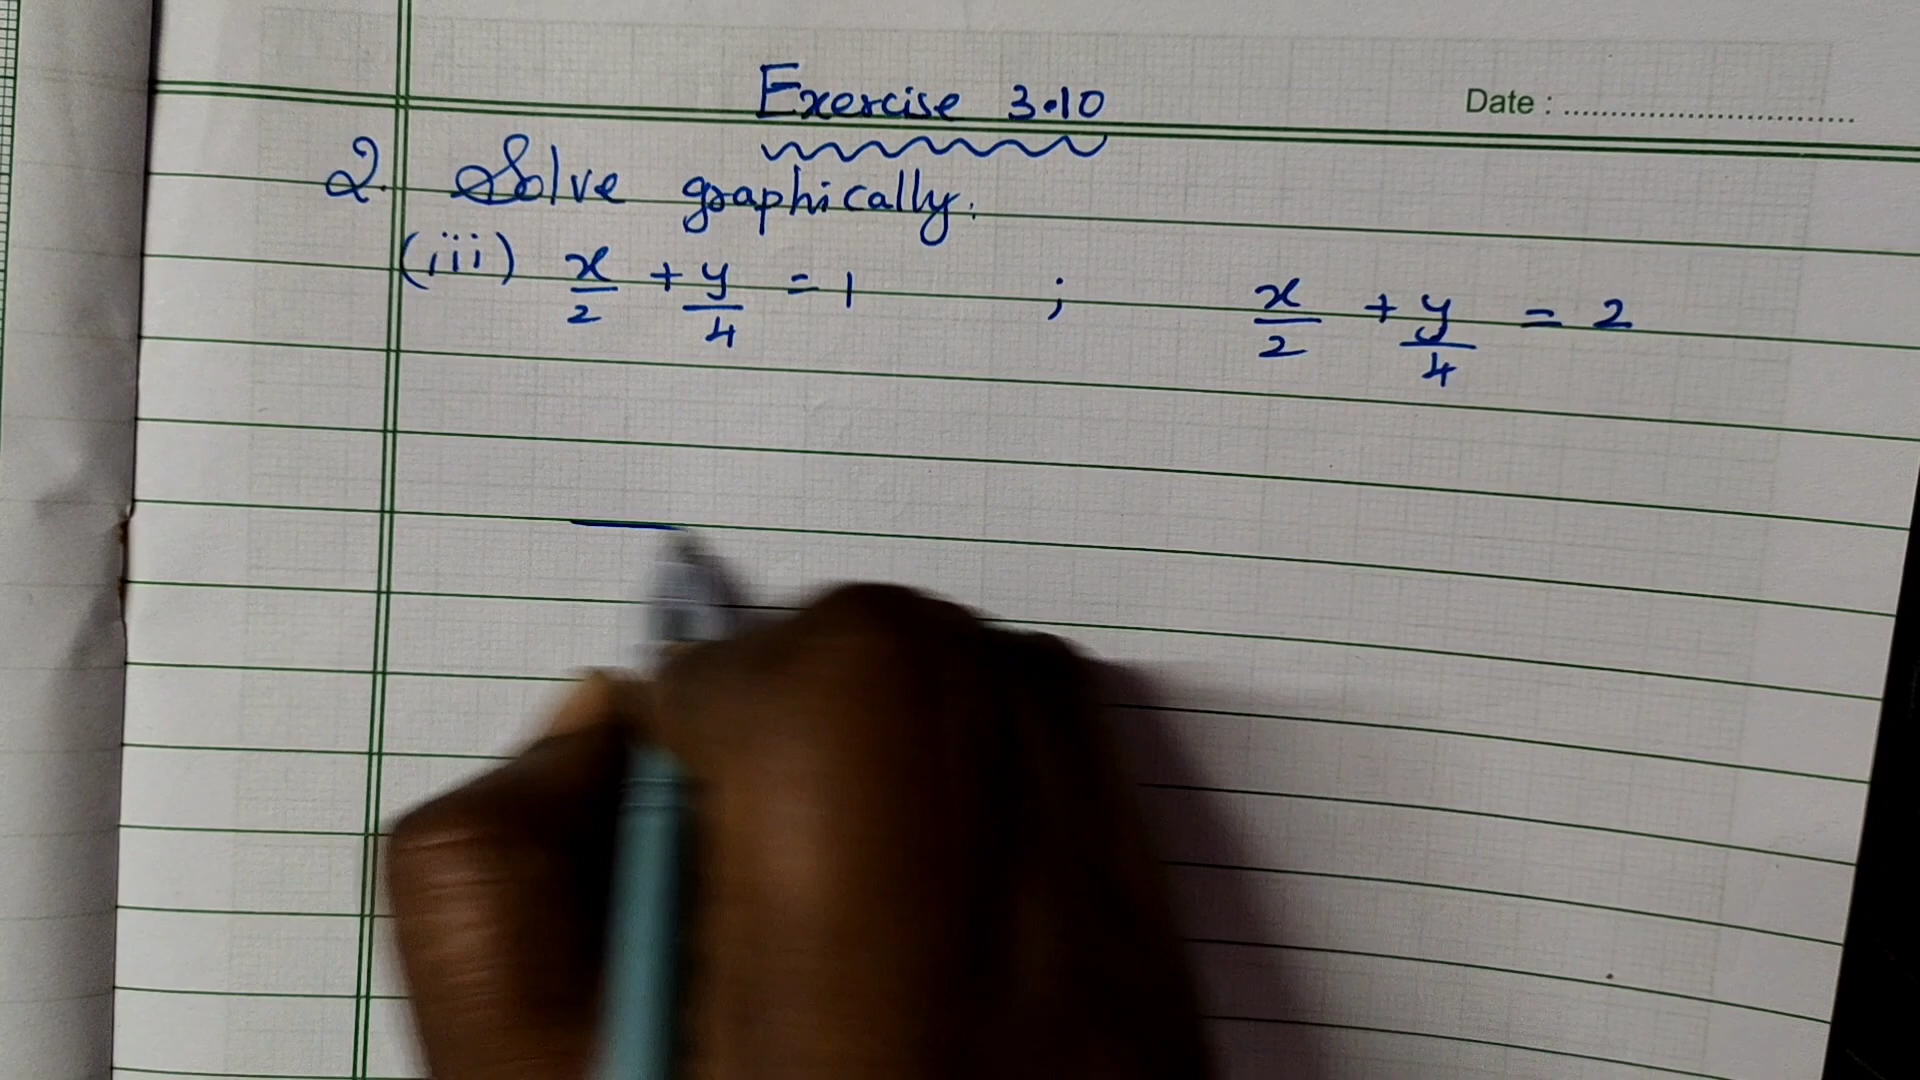 Exercise 3.10
Date : ..............................
2. Solve graphically.
(iii) x/2 + y/4 = 1 ; x/2 + y/4 = 2